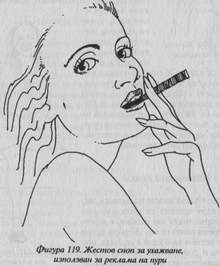 Фигура 119. Жестов сноп за ухажване,
използван за реклама на пури